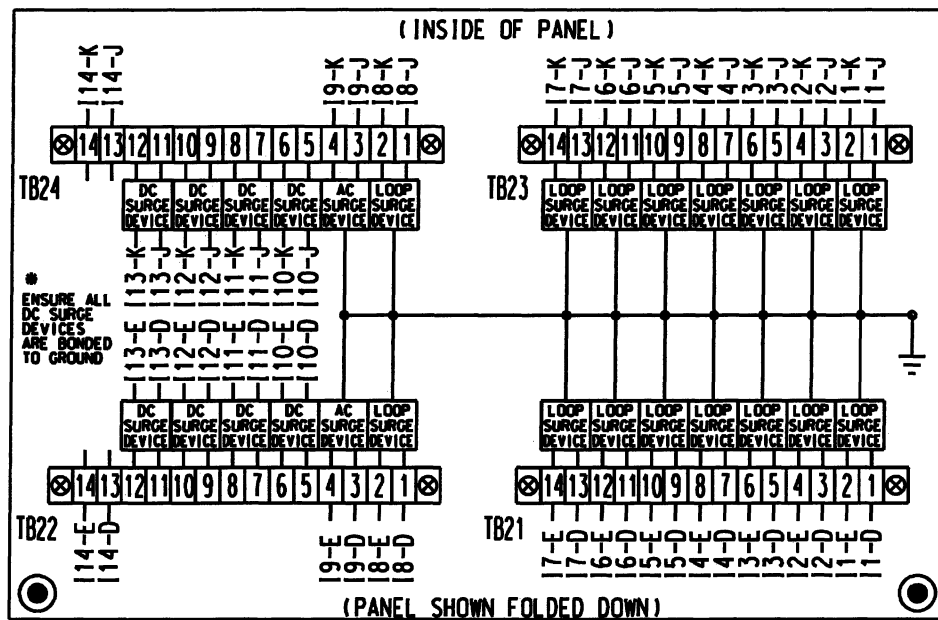 (INSIDE OF PANEL)
I14-K I14-J I9-K I9-J I8-K I8-J
I7-K I7-J I6-K I6-J I5-K I5-J I4-K I4-J I3-K I3-J I2-K I2-J I1-K I1-J
14 13 12 11 10 9 8 7 6 5 4 3 2 1
14 13 12 11 10 9 8 7 6 5 4 3 2 1
TB24
DC SURGE DEVICE
DC SURGE DEVICE
DC SURGE DEVICE
DC SURGE DEVICE
AC SURGE DEVICE
LOOP SURGE DEVICE
TB23
LOOP SURGE DEVICE
LOOP SURGE DEVICE
LOOP SURGE DEVICE
LOOP SURGE DEVICE
LOOP SURGE DEVICE
LOOP SURGE DEVICE
LOOP SURGE DEVICE
I13-K I13-J I12-K I12-J I11-K I11-J I10-K I10-J
*
ENSURE ALL
DC SURGE
DEVICES
ARE BONDED
TO GROUND
I13-E I13-D I12-E I12-D I11-E I11-D I10-E I10-D
DC SURGE DEVICE
DC SURGE DEVICE
DC SURGE DEVICE
DC SURGE DEVICE
AC SURGE DEVICE
LOOP SURGE DEVICE
LOOP SURGE DEVICE
LOOP SURGE DEVICE
LOOP SURGE DEVICE
LOOP SURGE DEVICE
LOOP SURGE DEVICE
LOOP SURGE DEVICE
LOOP SURGE DEVICE
14 13 12 11 10 9 8 7 6 5 4 3 2 1
14 13 12 11 10 9 8 7 6 5 4 3 2 1
TB22
I14-E I14-D I9-E I9-D I8-E I8-D
TB21
I7-E I7-D I6-E I6-D I5-E I5-D I4-E I4-D I3-E I3-D I2-E I2-D I1-E I1-D
(PANEL SHOWN FOLDED DOWN)